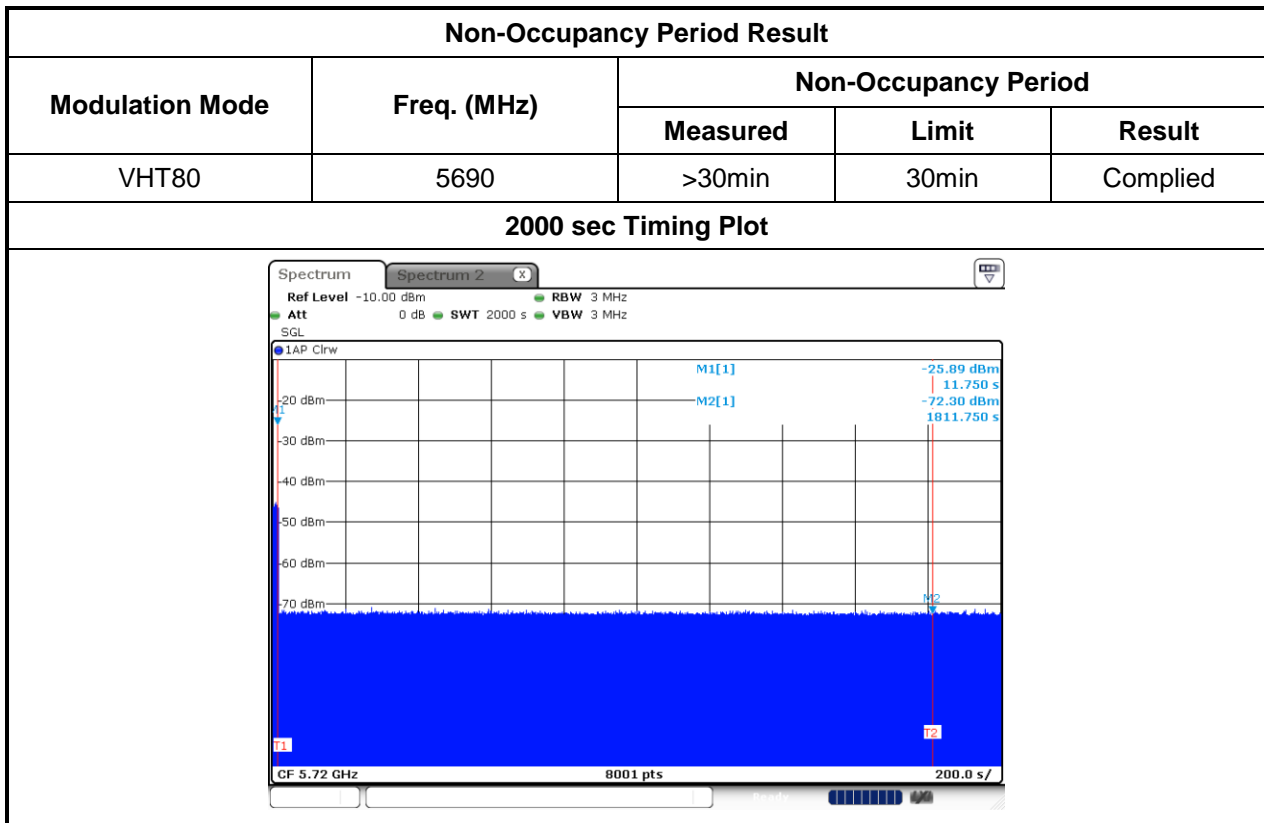 Non-Occupancy Period Result
Modulation Mode Freq. (MHz) Non-Occupancy Period
Measured Limit Result
VHT80 5690 >30min 30min Complied
2000 sec Timing Plot
Spectrum Spectrum 2 X
Ref Level -10.00 dBm RBW 3 MHz
Att 0 dB SWT 2000 s VBW 3 MHz
SGL
1AP Clrw
M1[1] -25.89 dBm
11.750 s
-20 dBm M2[1] -72.30 dBm
M1 1811.750 s
-30 dBm
-40 dBm
-50 dBm
-60 dBm
-70 dBm M2
T1 T2
CF 5.72 GHz 8001 pts 200.0 s/